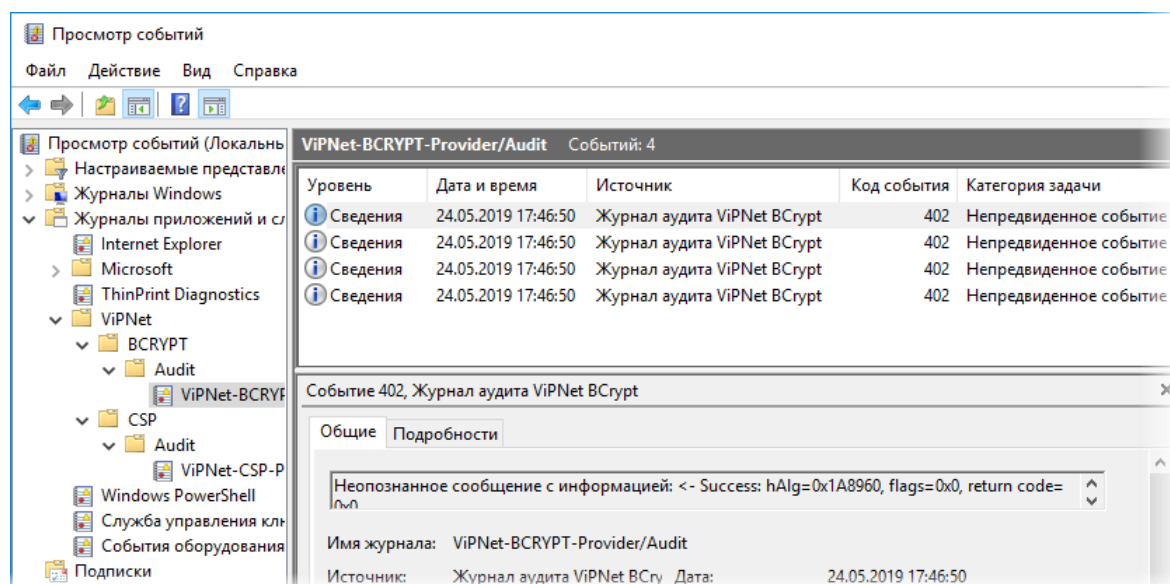 Просмотр событий
Файл Действие Вид Справка
Просмотр событий (Локальнь
Настраиваемые представле
Журналы Windows
Журналы приложений и сл
Internet Explorer
Microsoft
ThinPrint Diagnostics
ViPNet
BCRYPT
Audit
ViPNet-BCRYP
CSP
Audit
ViPNet-CSP-P
Windows PowerShell
Служба управления клю
События оборудования
Подписки
ViPNet-BCRYPT-Provider/Audit Событий: 4
Уровень Дата и время Источник Код события Категория задачи
Сведения 24.05.2019 17:46:50 Журнал аудита ViPNet BCrypt 402 Непредвиденное событие
Сведения 24.05.2019 17:46:50 Журнал аудита ViPNet BCrypt 402 Непредвиденное событие
Сведения 24.05.2019 17:46:50 Журнал аудита ViPNet BCrypt 402 Непредвиденное событие
Сведения 24.05.2019 17:46:50 Журнал аудита ViPNet BCrypt 402 Непредвиденное событие
Событие 402, Журнал аудита ViPNet BCrypt
Общие Подробности
Неопознанное сообщение с информацией: <- Success: hAlg=0x1A8960, flags=0x0, return code=
0x0
Имя журнала: ViPNet-BCRYPT-Provider/Audit
Источник: Журнал аудита ViPNet BCry Дата: 24.05.2019 17:46:50